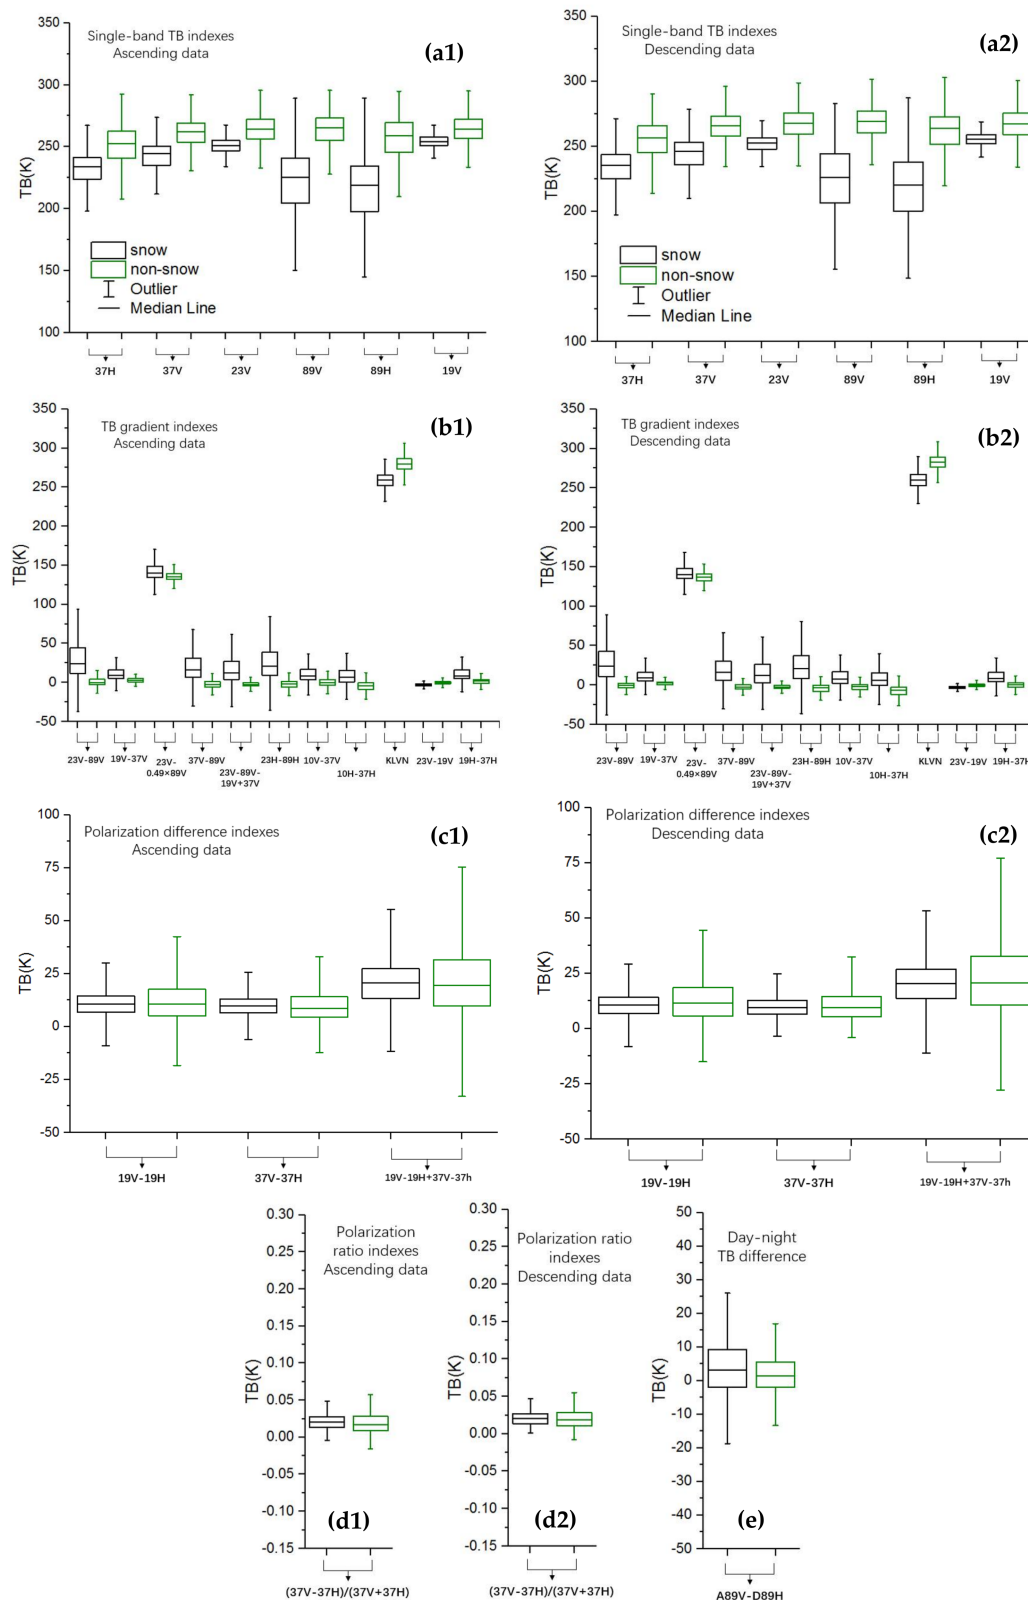 Single-band TB indexes
Ascending data
(a1)
TB(K)
350
300
250
200
150
100
snow
non-snow
Outlier
Median Line
37H
37V
23V
89V
89H
19V
Single-band TB indexes
Descending data
(a2)
TB(K)
350
300
250
200
150
100
snow
non-snow
Outlier
Median Line
37H
37V
23V
89V
89H
19V
TB gradient indexes
Ascending data
(b1)
TB(K)
350
300
250
200
150
100
50
0
-50
23V-89V
19V-37V
23V-
0.49×89V
37V-89V
23V-89V-
19V+37V
23H-89H
10V-37V
10H-37H
KLVN
23V-19V
19H-37H
TB gradient indexes
Descending data
(b2)
TB(K)
350
300
250
200
150
100
50
0
-50
23V-89V
19V-37V
23V-
0.49×89V
37V-89V
23V-89V-
19V+37V
23H-89H
10V-37V
10H-37H
KLVN
23V-19V
19H-37H
Polarization difference indexes
Ascending data
(c1)
TB(K)
100
75
50
25
0
-25
-50
19V-19H
37V-37H
19V-19H+37V-37h
Polarization difference indexes
Descending data
(c2)
TB(K)
100
75
50
25
0
-25
-50
19V-19H
37V-37H
19V-19H+37V-37h
Polarization
ratio indexes
Ascending data
TB(K)
0.30
0.25
0.20
0.15
0.10
0.05
0.00
-0.05
-0.10
-0.15
(d1)
(37V-37H)/(37V+37H)
Polarization ratio
indexes
Descending data
TB(K)
0.30
0.25
0.20
0.15
0.10
0.05
0.00
-0.05
-0.10
-0.15
(d2)
(37V-37H)/(37V+37H)
Day-night
TB difference
TB(K)
50
40
30
20
10
0
-10
-20
-30
-40
-50
(e)
A89V-D89H